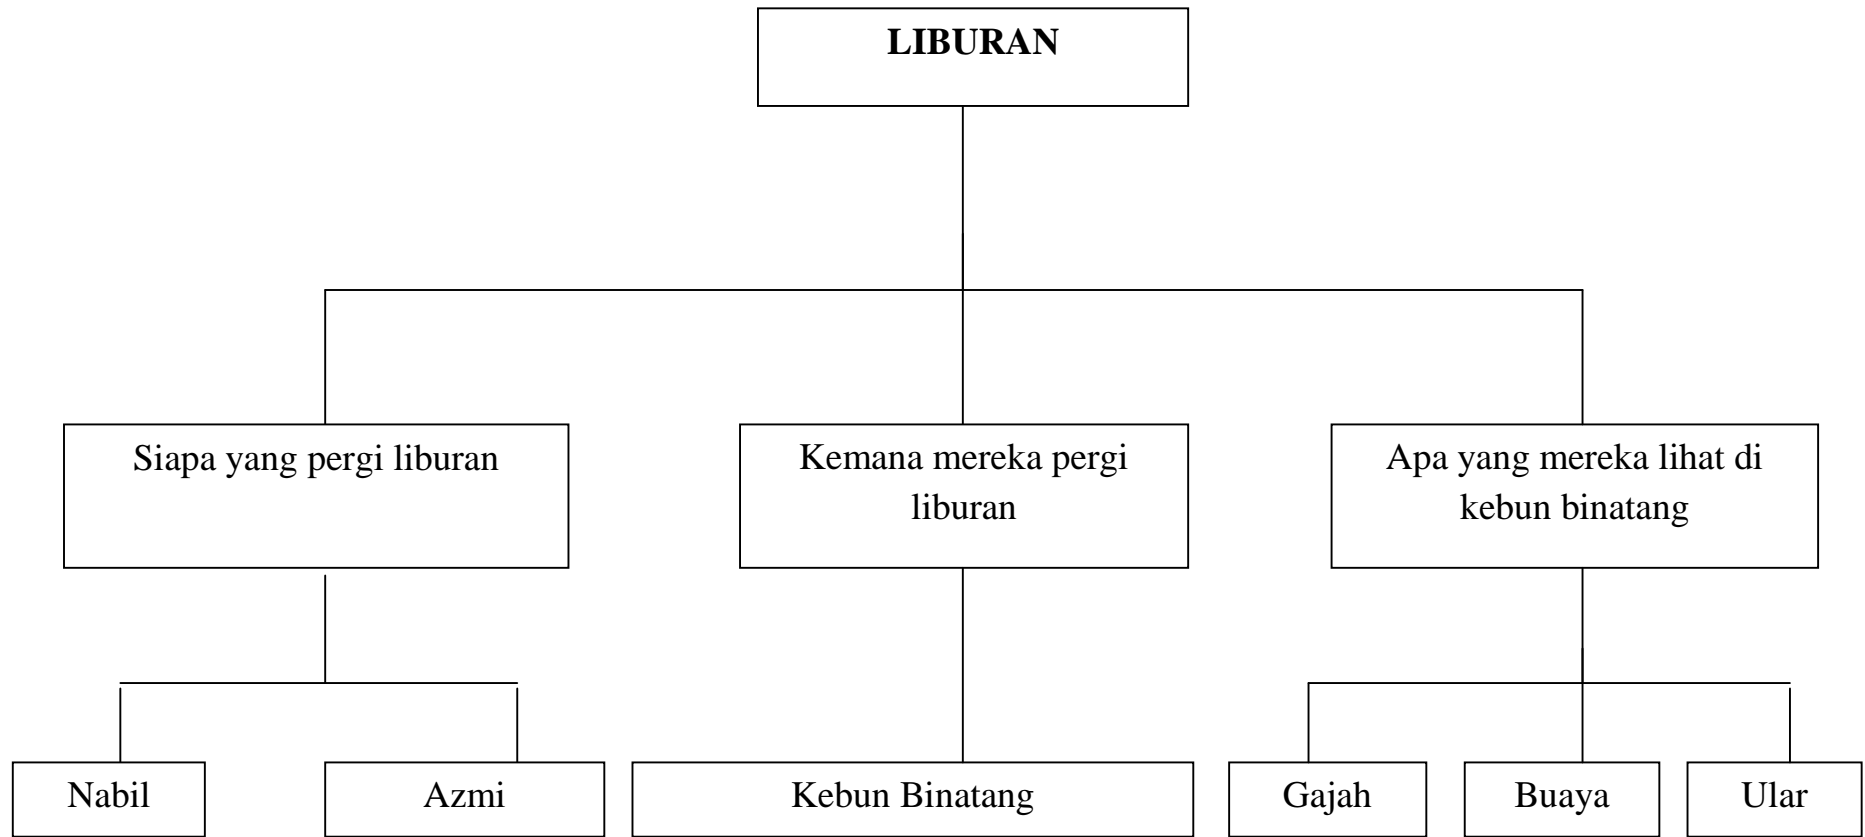 LIBURAN
Siapa yang pergi liburan
Kemana mereka pergi
liburan
Apa yang mereka lihat di
kebun binatang
Nabil
Azmi
Kebun Binatang
Gajah
Buaya
Ular